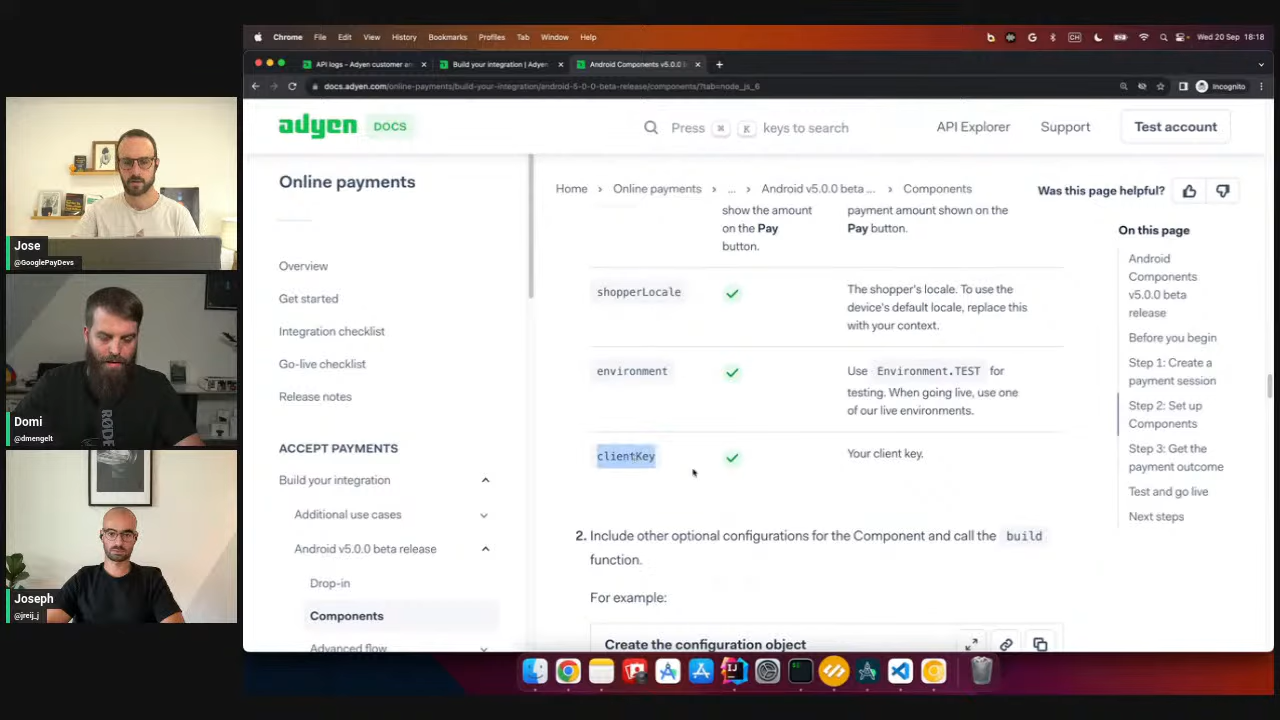 Chrome File Edit View History Bookmarks Profiles Tab Window Help
Wed 20 Sep 18:18
API logs – Adyen customer an
Build your integration | Adyen
Android Components v5.0.0 b
docs.adyen.com/online-payments/build-your-integration/android-5-0-0-beta-release/components/?tab=node_js_6
Incognito
adyen DOCS
Press ⌘ K keys to search
API Explorer
Support
Test account
Online payments
Overview
Get started
Integration checklist
Go-live checklist
Release notes
ACCEPT PAYMENTS
Build your integration
Additional use cases
Android v5.0.0 beta release
Drop-in
Components
Advanced flow
Home › Online payments › ... › Android v5.0.0 beta ... › Components
Was this page helpful?
show the amount
on the Pay
button.
payment amount shown on the
Pay button.
shopperLocale
The shopper's locale. To use the
device's default locale, replace this
with your context.
environment
Use Environment.TEST for
testing. When going live, use one
of our live environments.
clientKey
Your client key.
2. Include other optional configurations for the Component and call the build
function.
For example:
Create the configuration object
On this page
Android
Components
v5.0.0 beta
release
Before you begin
Step 1: Create a
payment session
Step 2: Set up
Components
Step 3: Get the
payment outcome
Test and go live
Next steps
Jose
@GooglePayDevs
RØDE
Domi
@dmengelt
Joseph
@jreij_j